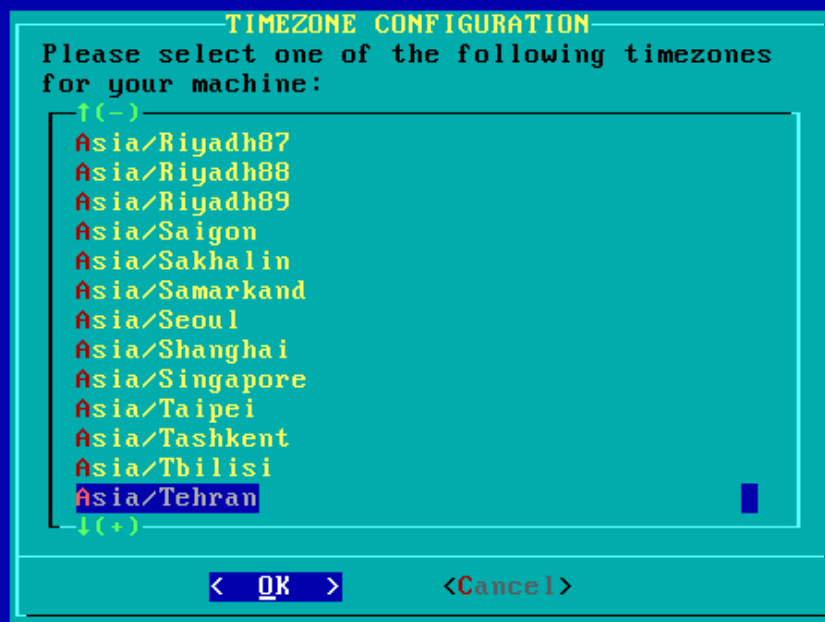 TIMEZONE CONFIGURATION
Please select one of the following timezones
for your machine:
↑(-)
Asia/Riyadh87
Asia/Riyadh88
Asia/Riyadh89
Asia/Saigon
Asia/Sakhalin
Asia/Samarkand
Asia/Seoul
Asia/Shanghai
Asia/Singapore
Asia/Taipei
Asia/Tashkent
Asia/Tbilisi
Asia/Tehran
↓(+)
< OK > <Cancel>